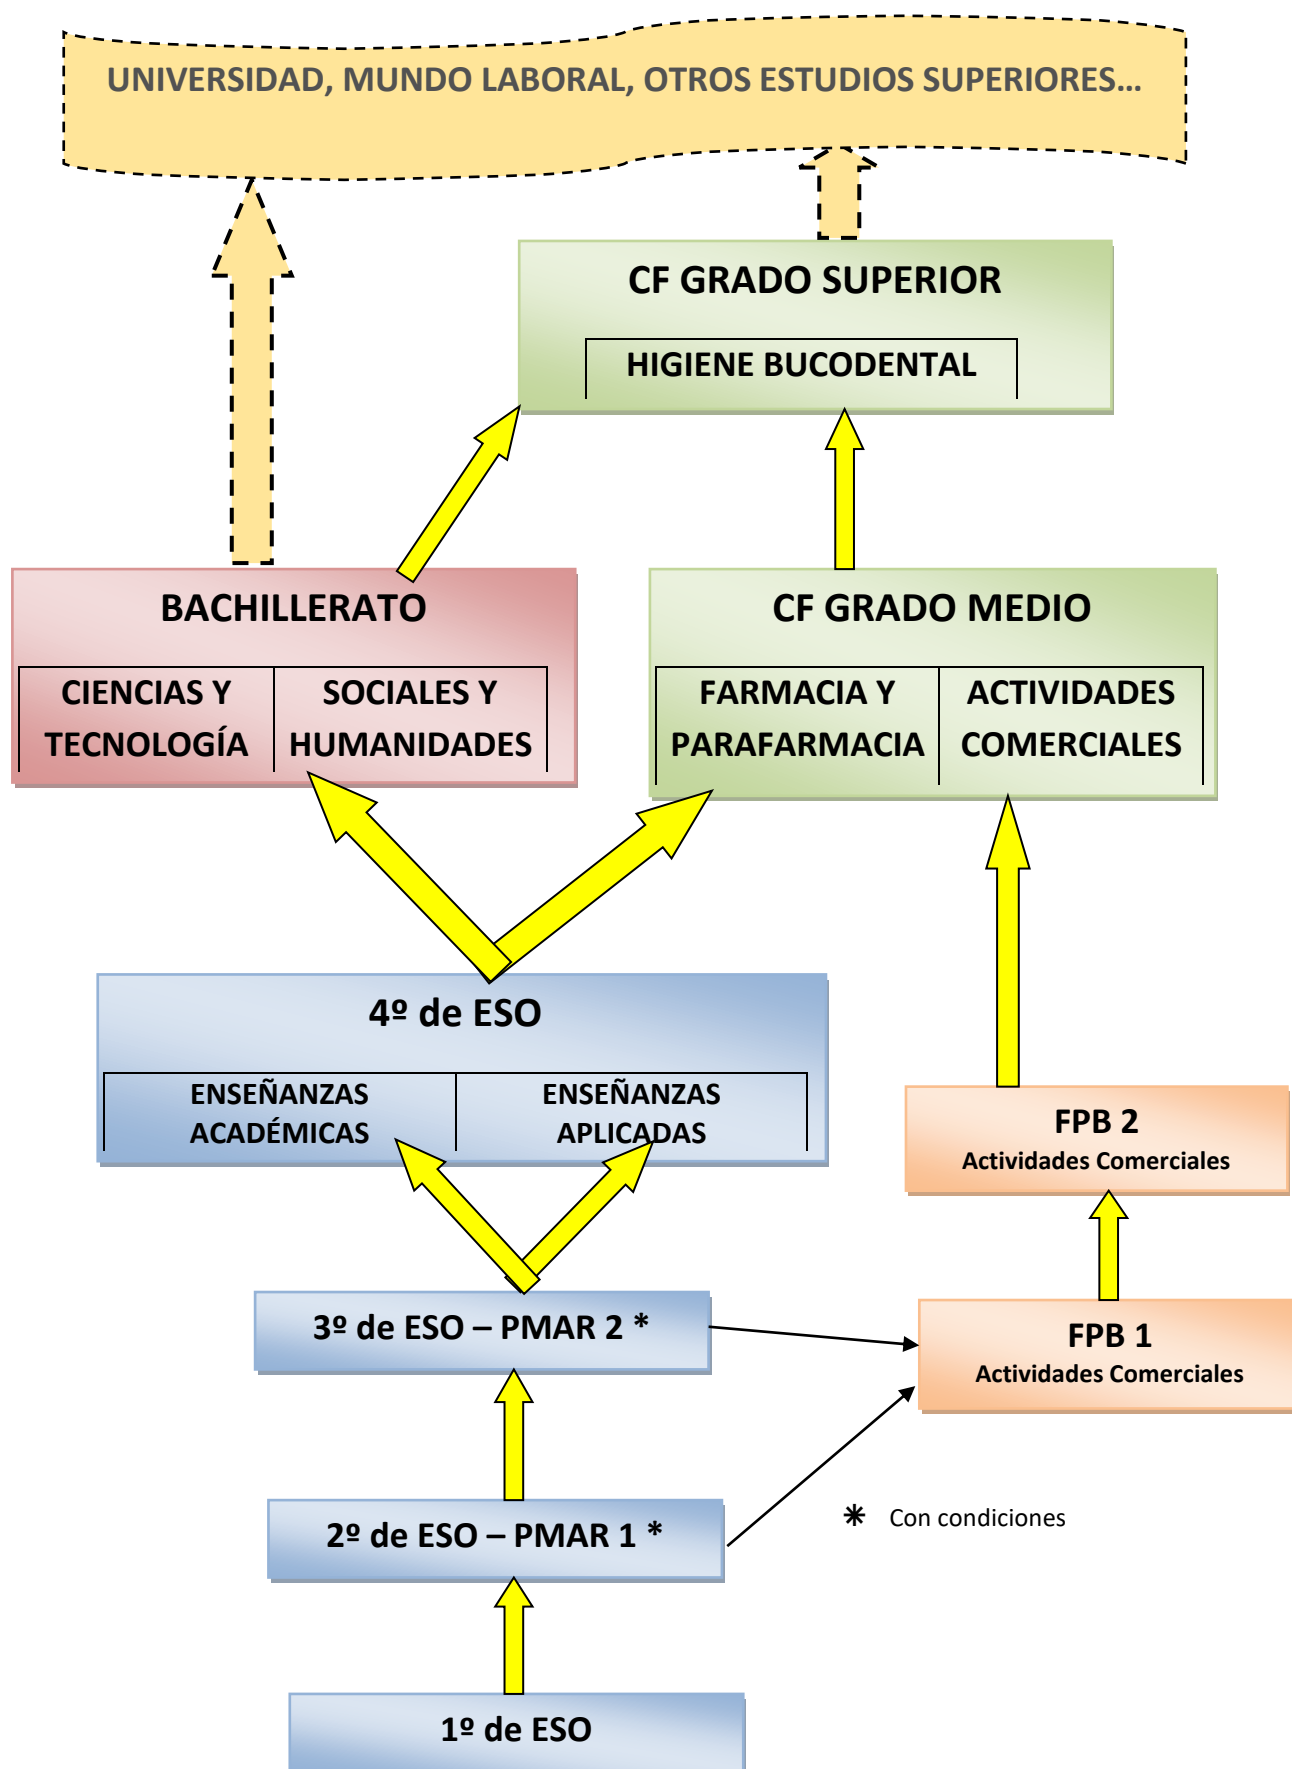 UNIVERSIDAD, MUNDO LABORAL, OTROS ESTUDIOS SUPERIORES...
CF GRADO SUPERIOR
HIGIENE BUCODENTAL
BACHILLERATO
CIENCIAS Y
TECNOLOGÍA
SOCIALES Y
HUMANIDADES
CF GRADO MEDIO
FARMACIA Y
PARAFARMACIA
ACTIVIDADES
COMERCIALES
4º de ESO
ENSEÑANZAS
ACADÉMICAS
ENSEÑANZAS
APLICADAS
FPB 2
Actividades Comerciales
3º de ESO – PMAR 2 *
FPB 1
Actividades Comerciales
2º de ESO – PMAR 1 *
* Con condiciones
1º de ESO